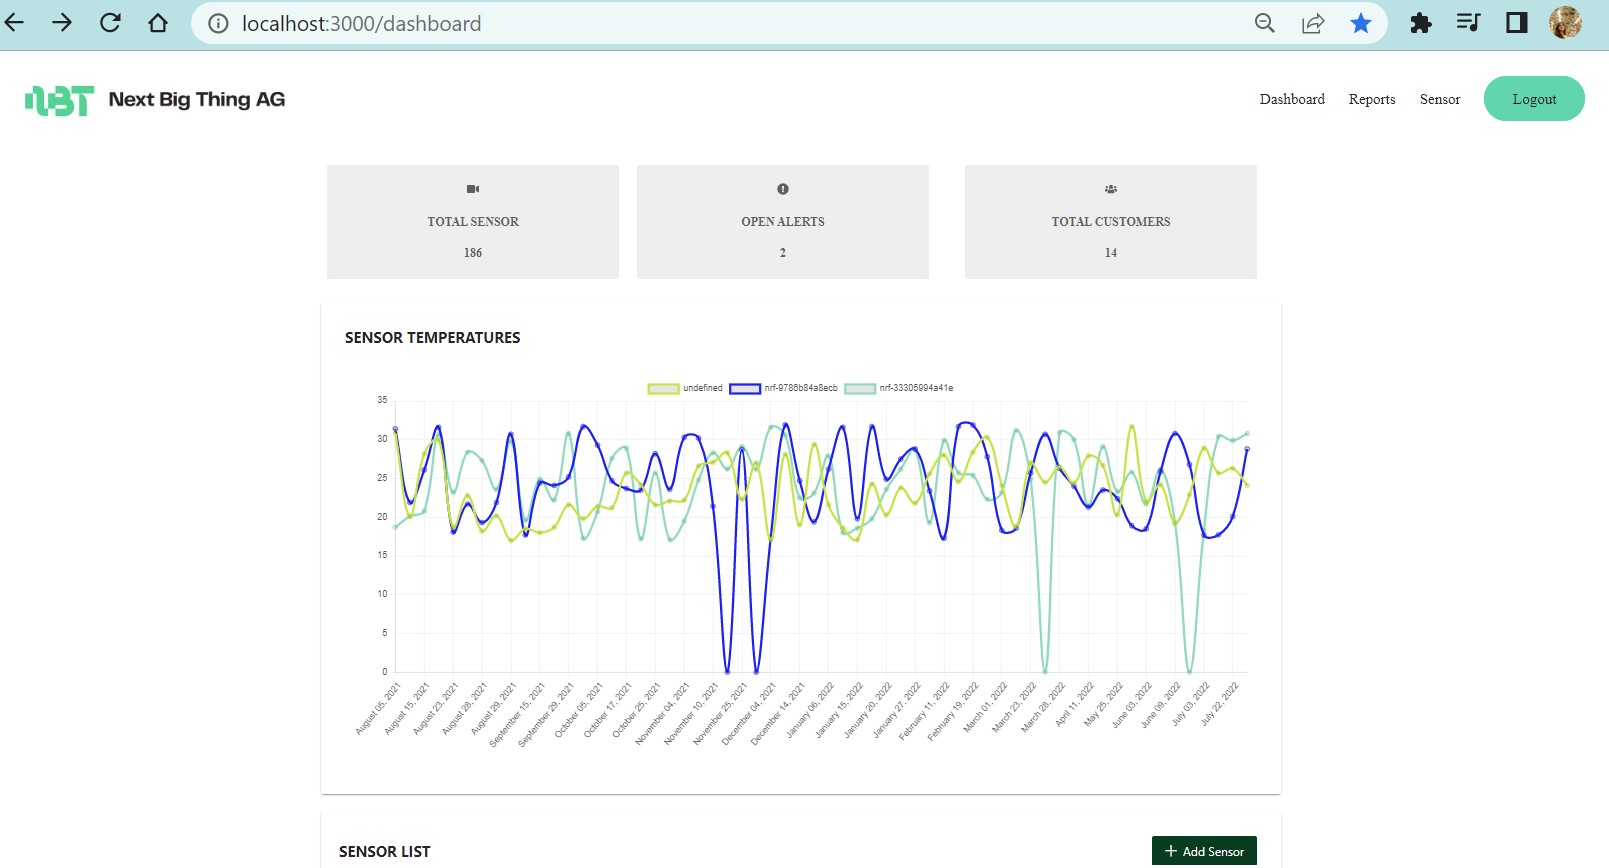 localhost:3000/dashboard
NBT Next Big Thing AG
Dashboard Reports Sensor Logout
TOTAL SENSOR
186
OPEN ALERTS
2
TOTAL CUSTOMERS
14
SENSOR TEMPERATURES
undefined nrf-9786b84a8ecb nrf-33305994a41e
35
30
25
20
15
10
5
0
August 05, 2021
August 15, 2021
August 23, 2021
August 28, 2021
August 29, 2021
September 15, 2021
September 29, 2021
October 05, 2021
October 17, 2021
October 25, 2021
November 04, 2021
November 10, 2021
November 25, 2021
December 04, 2021
December 14, 2021
January 06, 2022
January 15, 2022
January 20, 2022
January 27, 2022
February 11, 2022
February 19, 2022
March 01, 2022
March 23, 2022
March 28, 2022
April 11, 2022
May 25, 2022
June 03, 2022
June 09, 2022
July 03, 2022
July 22, 2022
SENSOR LIST
+ Add Sensor